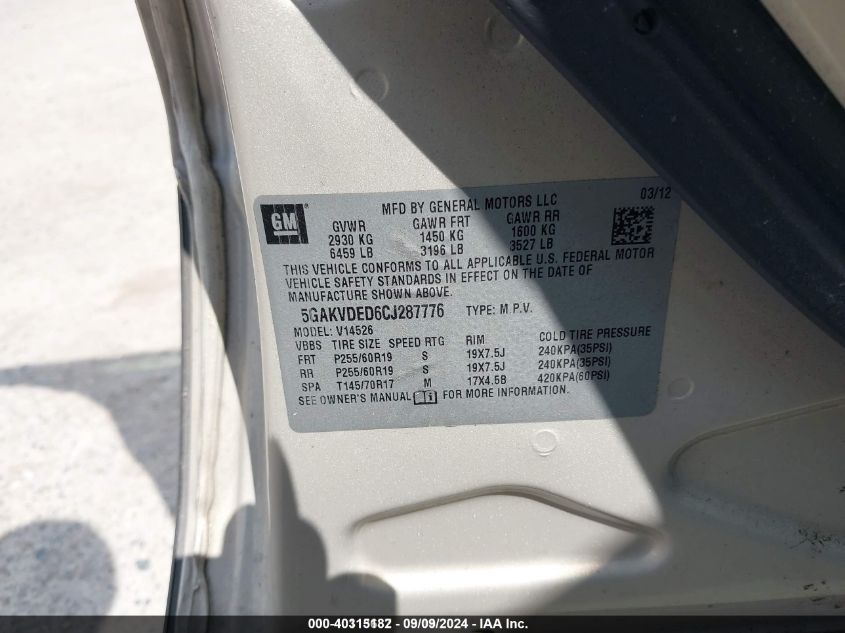 GM
MFD BY GENERAL MOTORS LLC 03/12
GVWR GAWR FRT GAWR RR
2930 KG 1450 KG 1600 KG
6459 LB 3196 LB 3527 LB
THIS VEHICLE CONFORMS TO ALL APPLICABLE U.S. FEDERAL MOTOR
VEHICLE SAFETY STANDARDS IN EFFECT ON THE DATE OF
MANUFACTURE SHOWN ABOVE.
5GAKVDED6CJ287776 TYPE: M.P.V.
MODEL: V14526
VBBS TIRE SIZE SPEED RTG RIM COLD TIRE PRESSURE
FRT P255/60R19 S 19X7.5J 240KPA(35PSI)
RR P255/60R19 S 19X7.5J 240KPA(35PSI)
SPA T145/70R17 M 17X4.5B 420KPA(60PSI)
SEE OWNER'S MANUAL FOR MORE INFORMATION.
000-40315182 - 09/09/2024 - IAA Inc.